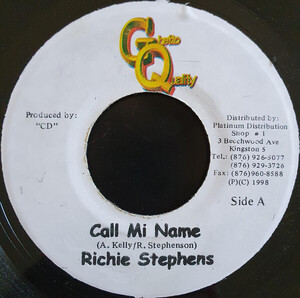 Ghetto
Quality
Produced by:
"CD"
Distributed by:
Platinum Distribution
Shop # 1
3 Beechwood Ave
Kingston 5
Tel.: (876) 926-5077
(876) 929-3726
Fax: (876)960-8588
(P)(C) 1998
Side A
Call Mi Name
(A. Kelly/R. Stephenson)
Richie Stephens